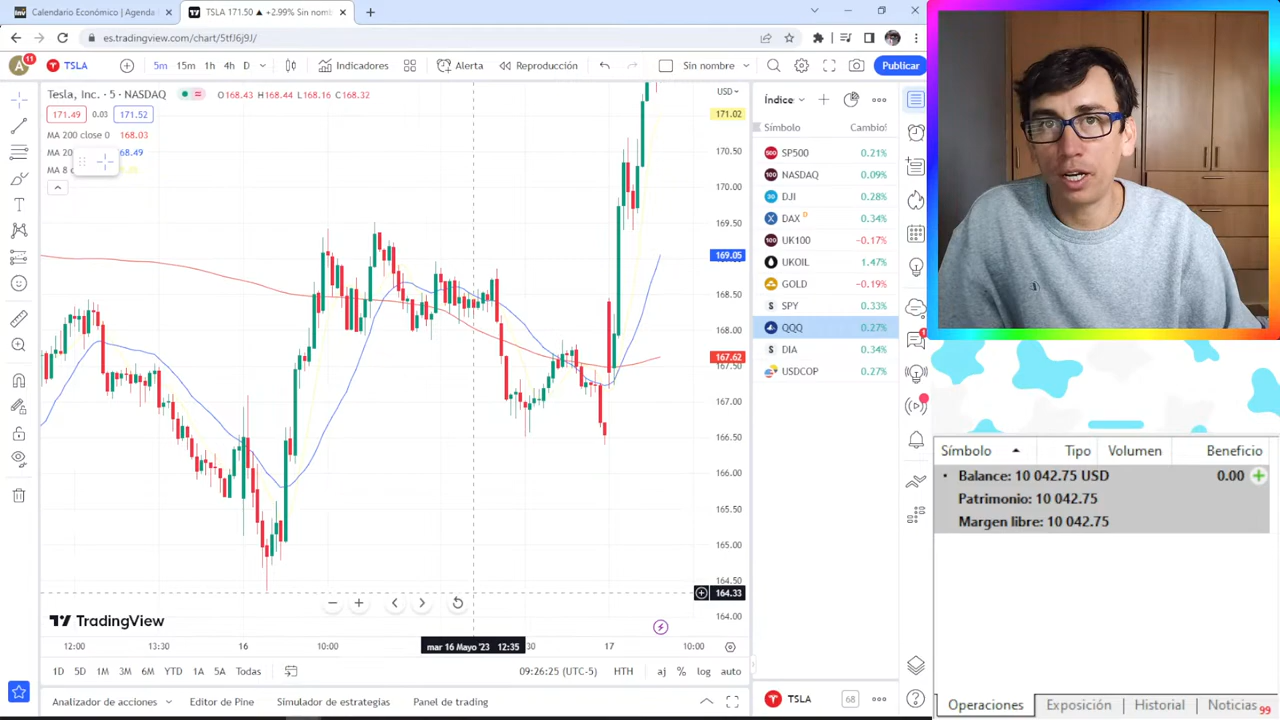 Calendario Económico | Agenda
TSLA 171.50 ▲ +2.99% Sin nomb
es.tradingview.com/chart/5tfJ6j9J/
A 11 TSLA 5m 15m 1h 4h D Indicadores Alerta Reproducción Sin nombre Publicar
Tesla, Inc. · 5 · NASDAQ 168.43 H168.44 L168.16 C168.32
171.49 0.03 171.52
MA 200 close 0 168.03
MA 20 68.49
MA 8 c
USD
171.02
170.50
170.00
169.50
169.05
168.50
168.00
167.62
167.50
167.00
166.50
166.00
165.50
165.00
164.50
164.33
164.00
TradingView
12:00 13:30 16 10:00 mar 16 Mayo '23 12:35 :30 17 10:00
1D 5D 1M 3M 6M YTD 1A 5A Todas 09:26:25 (UTC-5) HTH % log auto
Analizador de acciones Editor de Pine Simulador de estrategias Panel de trading
Índice
Símbolo Cambio%
SP500 0.21%
NASDAQ 0.09%
DJI 0.28%
DAX D 0.34%
UK100 −0.17%
UKOIL 1.47%
GOLD −0.19%
SPY 0.33%
QQQ 0.27%
DIA 0.34%
USDCOP 0.27%
TSLA 68
Símbolo Tipo Volumen Beneficio
Balance: 10 042.75 USD 0.00
Patrimonio: 10 042.75
Margen libre: 10 042.75
Operaciones Exposición Historial Noticias 99